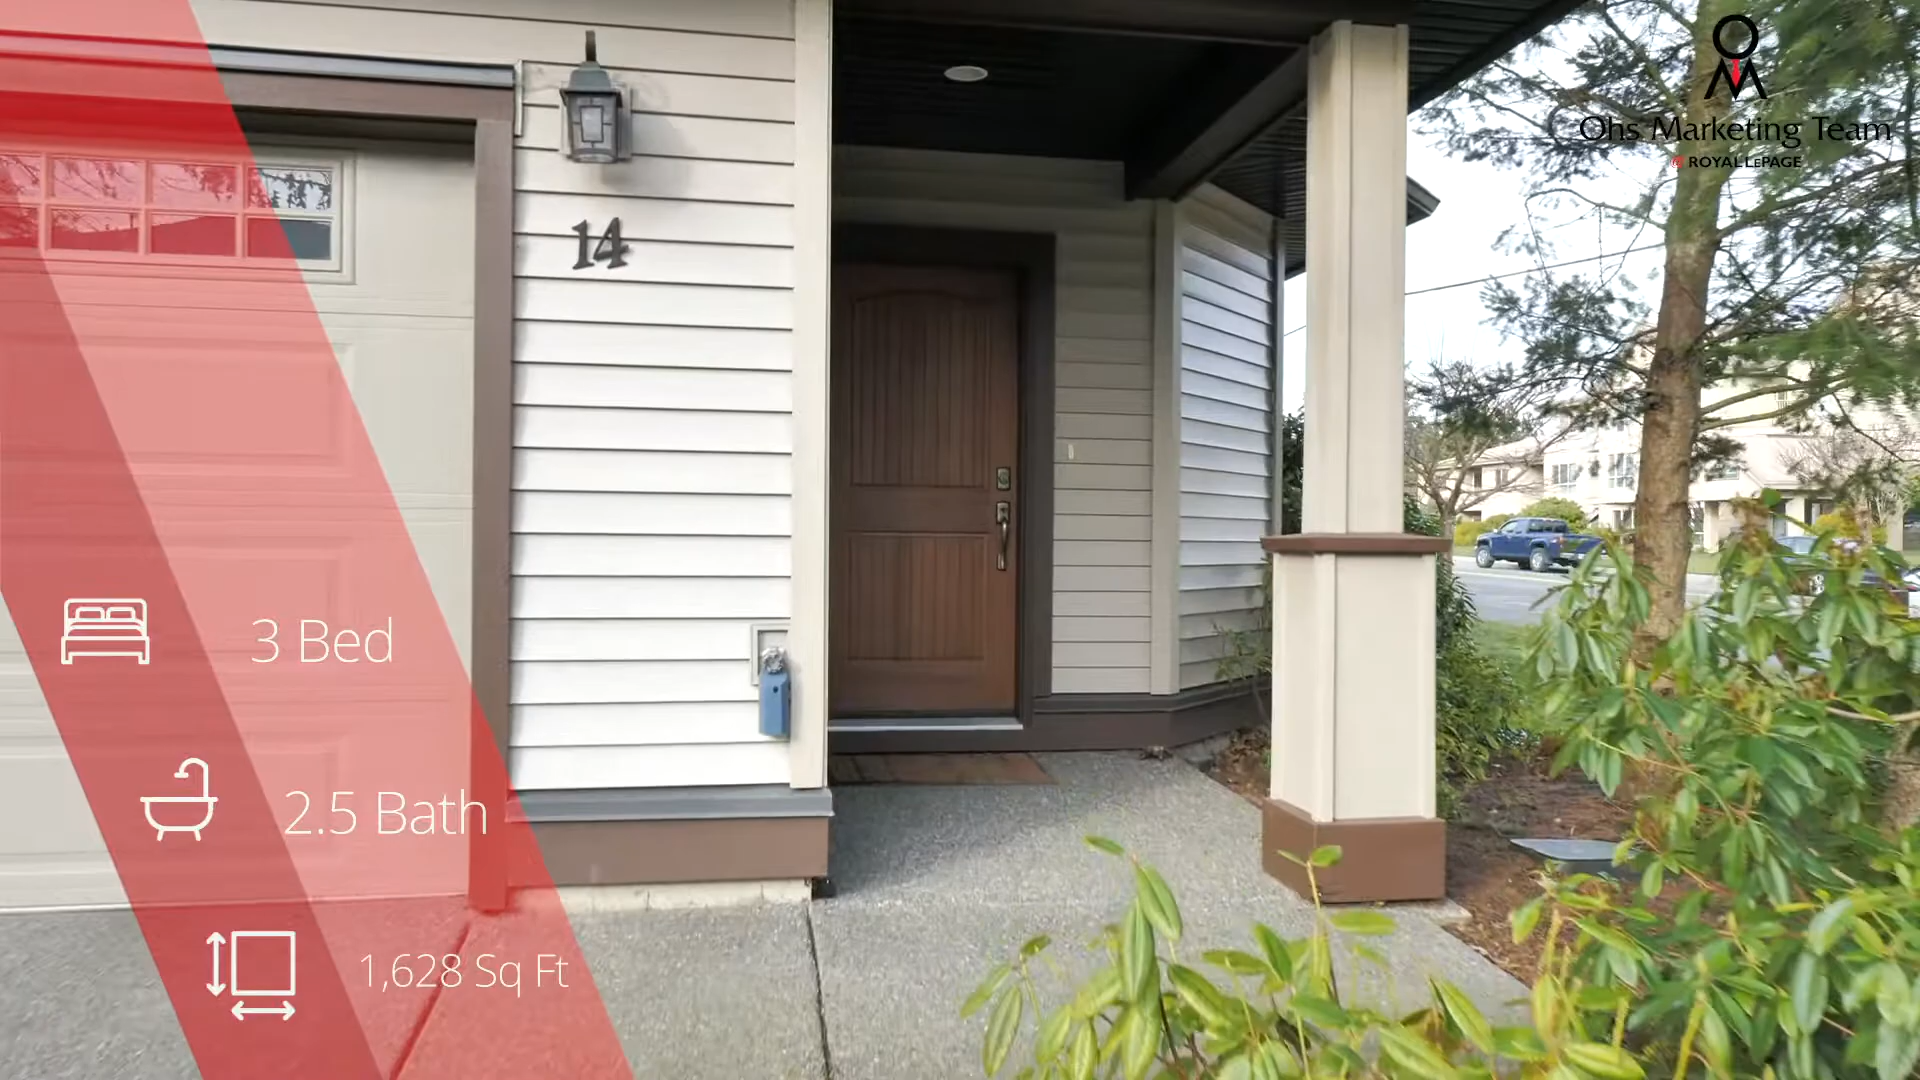 Ohs Marketing Team
ROYAL LEPAGE
14
3 Bed
2.5 Bath
1,628 Sq Ft